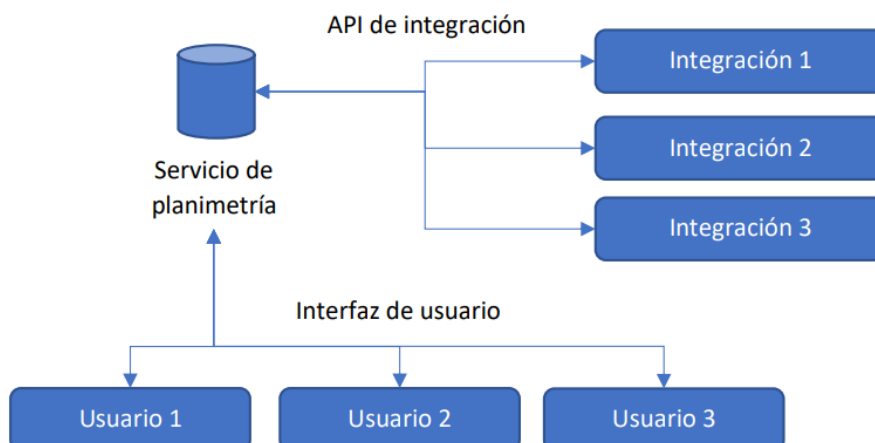 API de integración
Integración 1
Integración 2
Servicio de
planimetría
Integración 3
Interfaz de usuario
Usuario 1
Usuario 2
Usuario 3